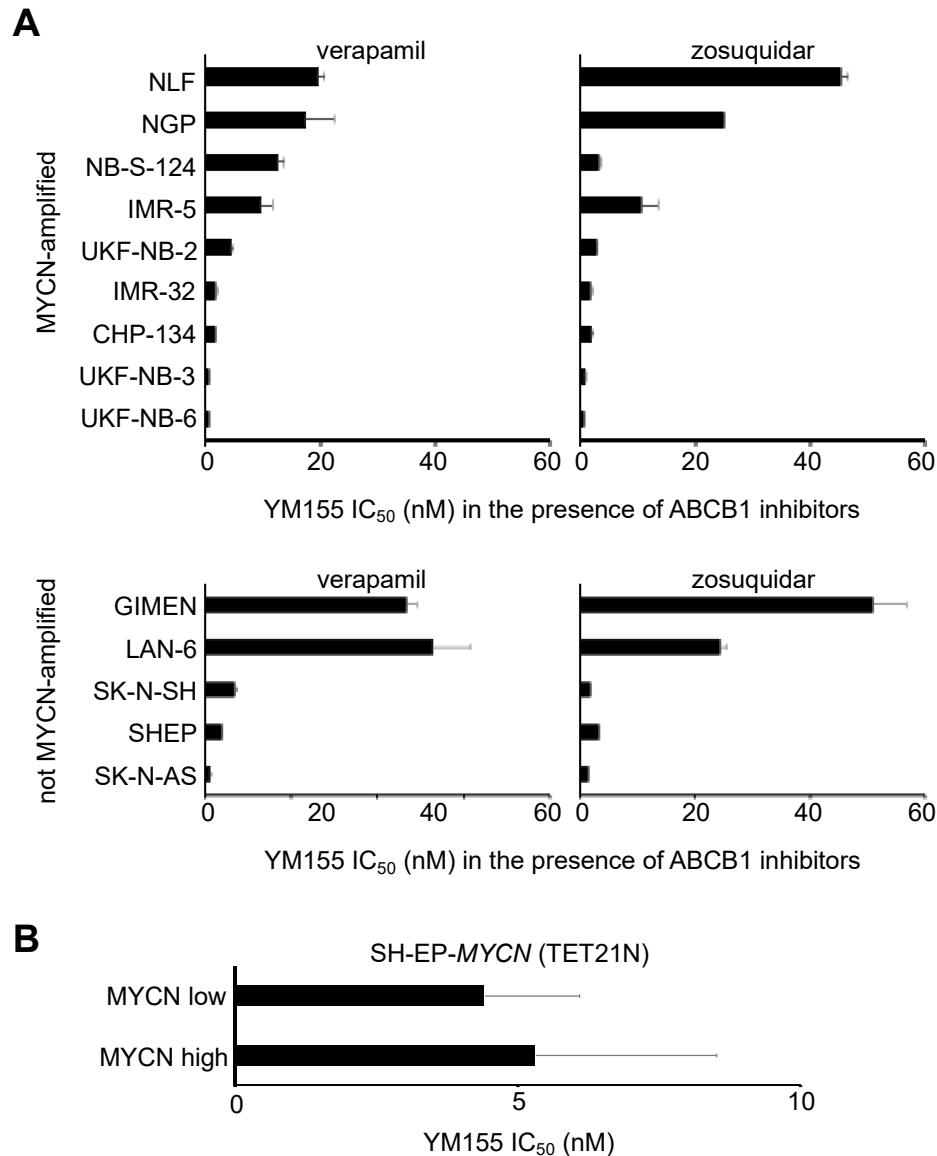 A
verapamil
zosuquidar
MYCN-amplified
NLF
NGP
NB-S-124
IMR-5
UKF-NB-2
IMR-32
CHP-134
UKF-NB-3
UKF-NB-6
0 20 40 60
0 20 40 60
YM155 IC50 (nM) in the presence of ABCB1 inhibitors
verapamil
zosuquidar
not MYCN-amplified
GIMEN
LAN-6
SK-N-SH
SHEP
SK-N-AS
0 20 40 60
0 20 40 60
YM155 IC50 (nM) in the presence of ABCB1 inhibitors
B
SH-EP-MYCN (TET21N)
MYCN low
MYCN high
0 5 10
YM155 IC50 (nM)